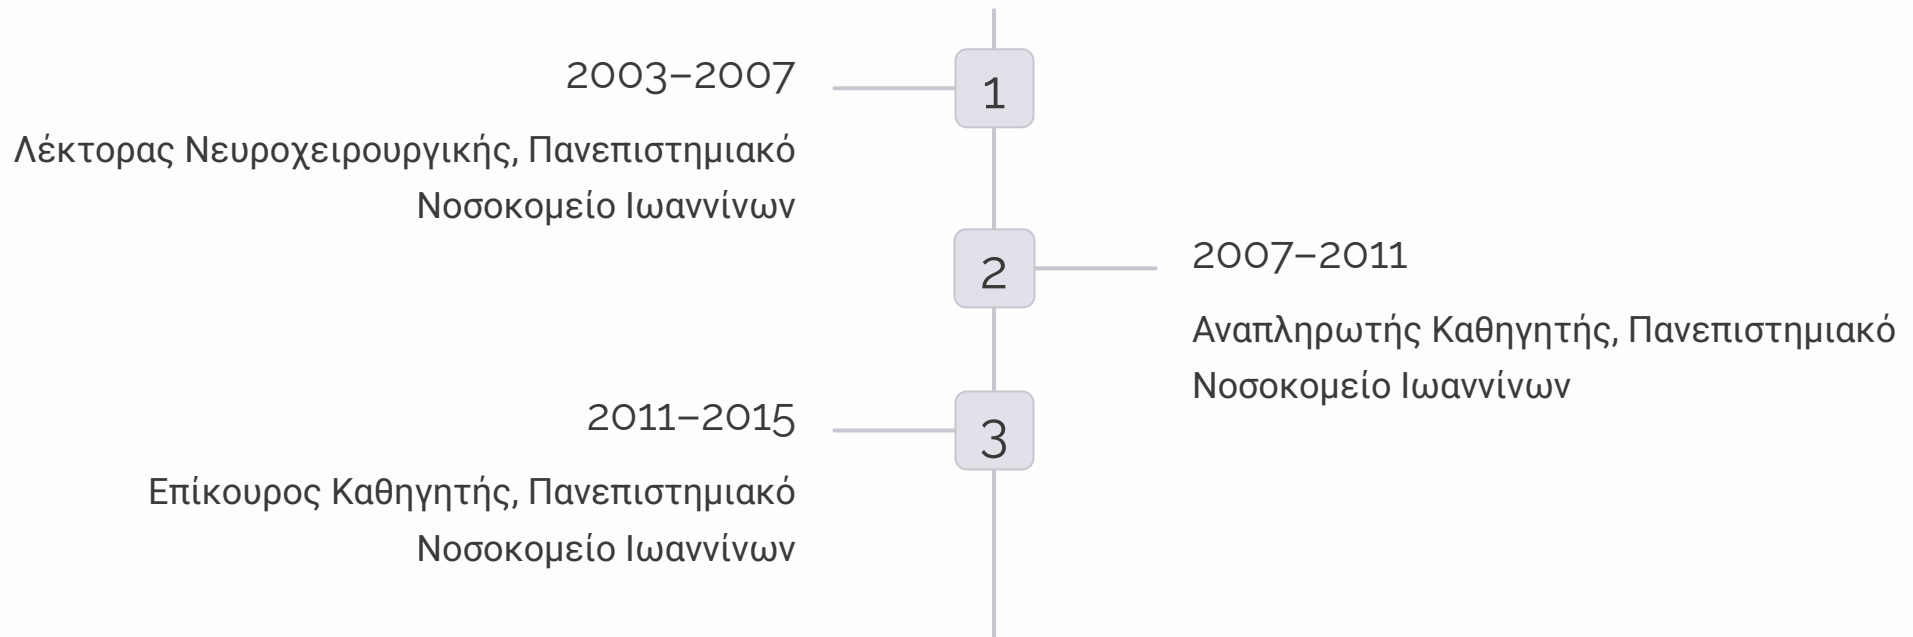 1
2003–2007
Λέκτορας Νευροχειρουργικής, Πανεπιστημιακό
Νοσοκομείο Ιωαννίνων
2
2007–2011
Αναπληρωτής Καθηγητής, Πανεπιστημιακό
Νοσοκομείο Ιωαννίνων
3
2011–2015
Επίκουρος Καθηγητής, Πανεπιστημιακό
Νοσοκομείο Ιωαννίνων